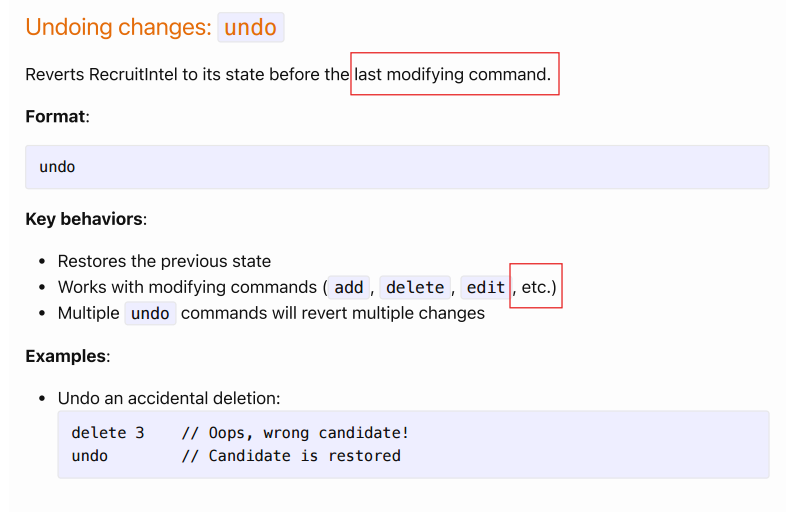 Undoing changes: undo
Reverts RecruitIntel to its state before the last modifying command.
Format:
undo
Key behaviors:
• Restores the previous state
• Works with modifying commands (add, delete, edit, etc.)
• Multiple undo commands will revert multiple changes
Examples:
• Undo an accidental deletion:
delete 3    // Oops, wrong candidate!
undo        // Candidate is restored